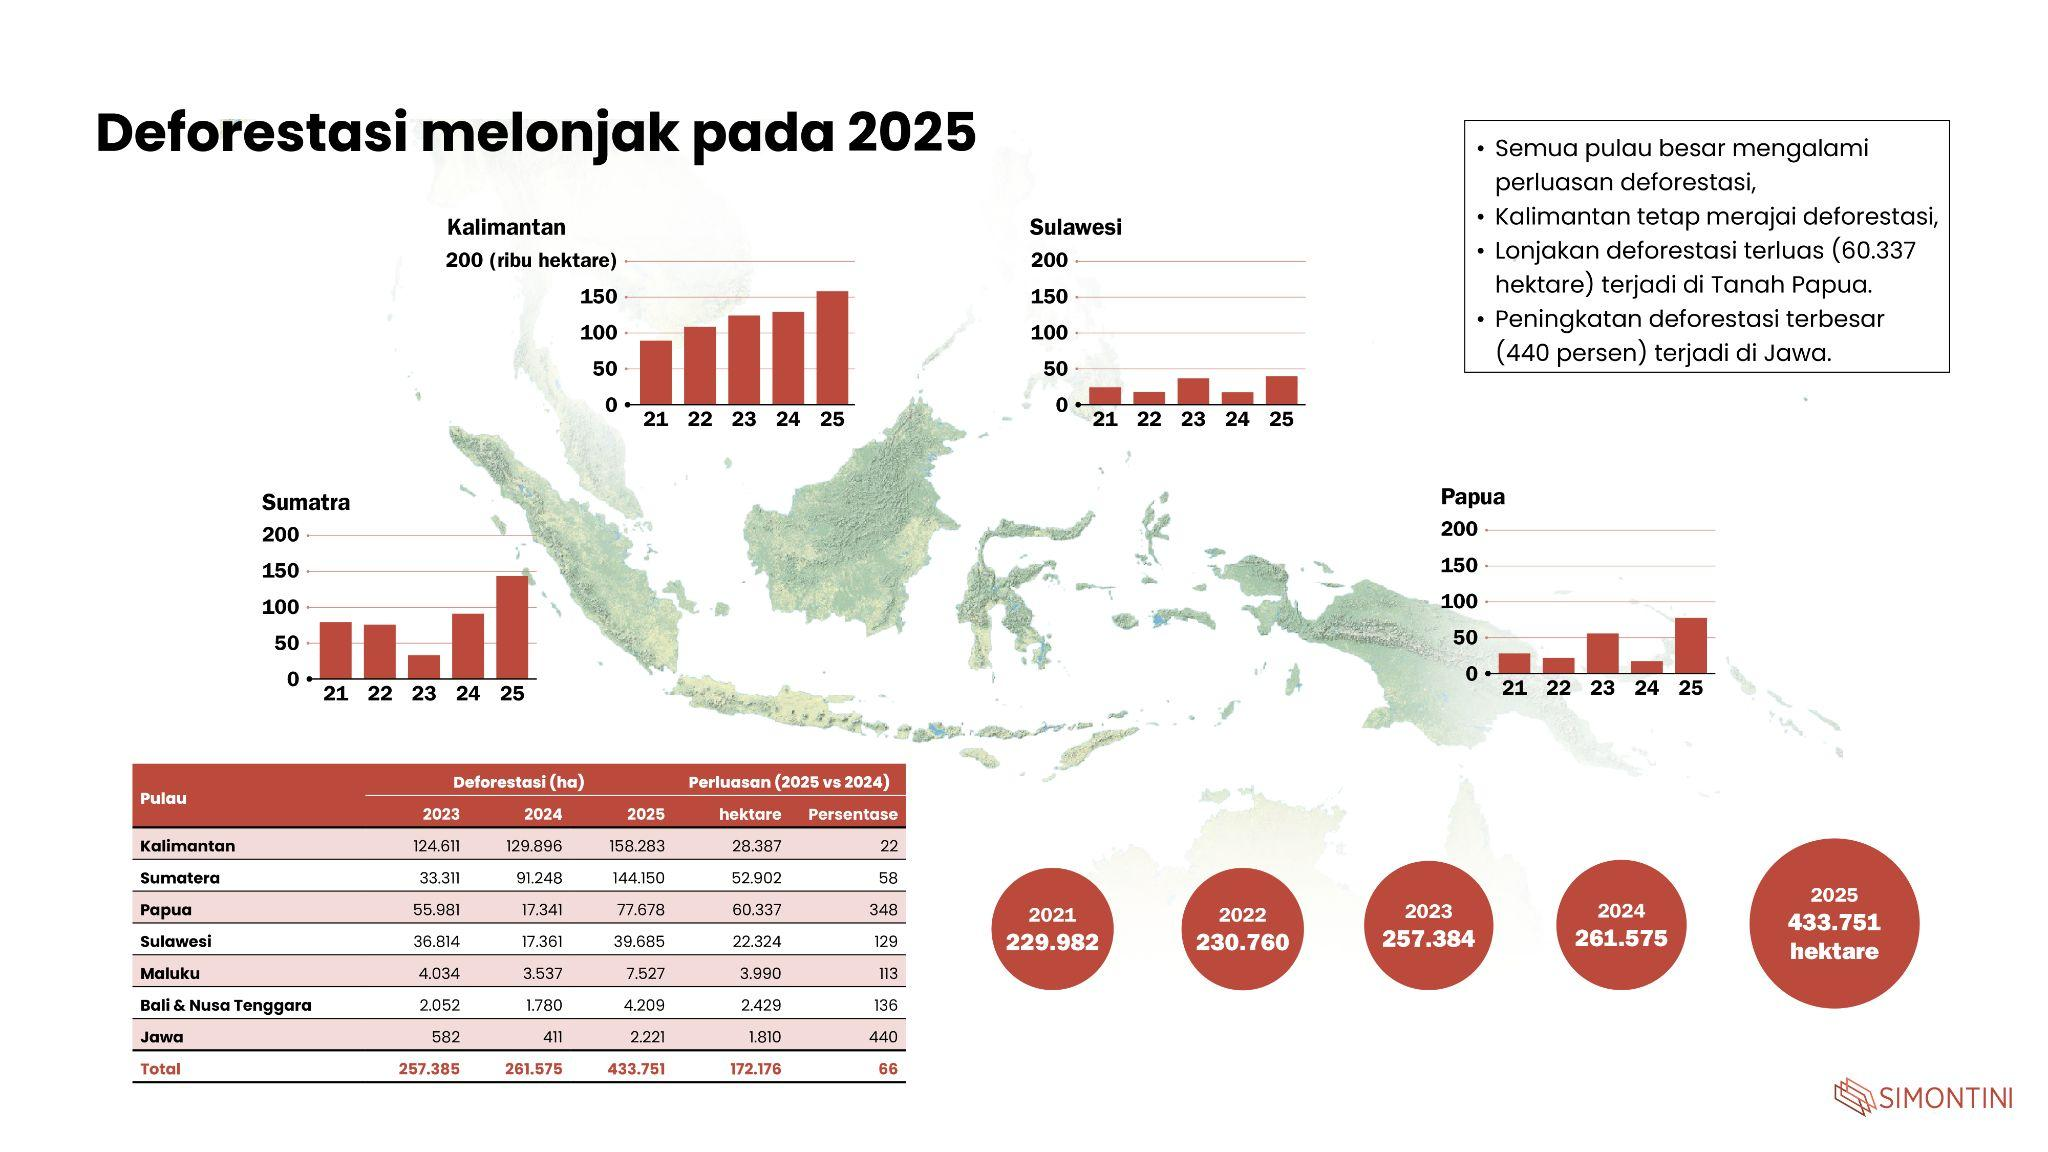 Deforestasi melonjak pada 2025
• Semua pulau besar mengalami
perluasan deforestasi,
• Kalimantan tetap merajai deforestasi,
• Lonjakan deforestasi terluas (60.337
hektare) terjadi di Tanah Papua.
• Peningkatan deforestasi terbesar
(440 persen) terjadi di Jawa.
Kalimantan
200 (ribu hektare)
150
100
50
0
21 22 23 24 25
Sulawesi
200
150
100
50
0
21 22 23 24 25
Sumatra
200
150
100
50
0
21 22 23 24 25
Papua
200
150
100
50
0
21 22 23 24 25
Pulau Deforestasi (ha) Perluasan (2025 vs 2024)
2023 2024 2025 hektare Persentase
Kalimantan 124.611 129.896 158.283 28.387 22
Sumatera 33.311 91.248 144.150 52.902 58
Papua 55.981 17.341 77.678 60.337 348
Sulawesi 36.814 17.361 39.685 22.324 129
Maluku 4.034 3.537 7.527 3.990 113
Bali & Nusa Tenggara 2.052 1.780 4.209 2.429 136
Jawa 582 411 2.221 1.810 440
Total 257.385 261.575 433.751 172.176 66
2021
229.982
2022
230.760
2023
257.384
2024
261.575
2025
433.751
hektare
SIMONTINI